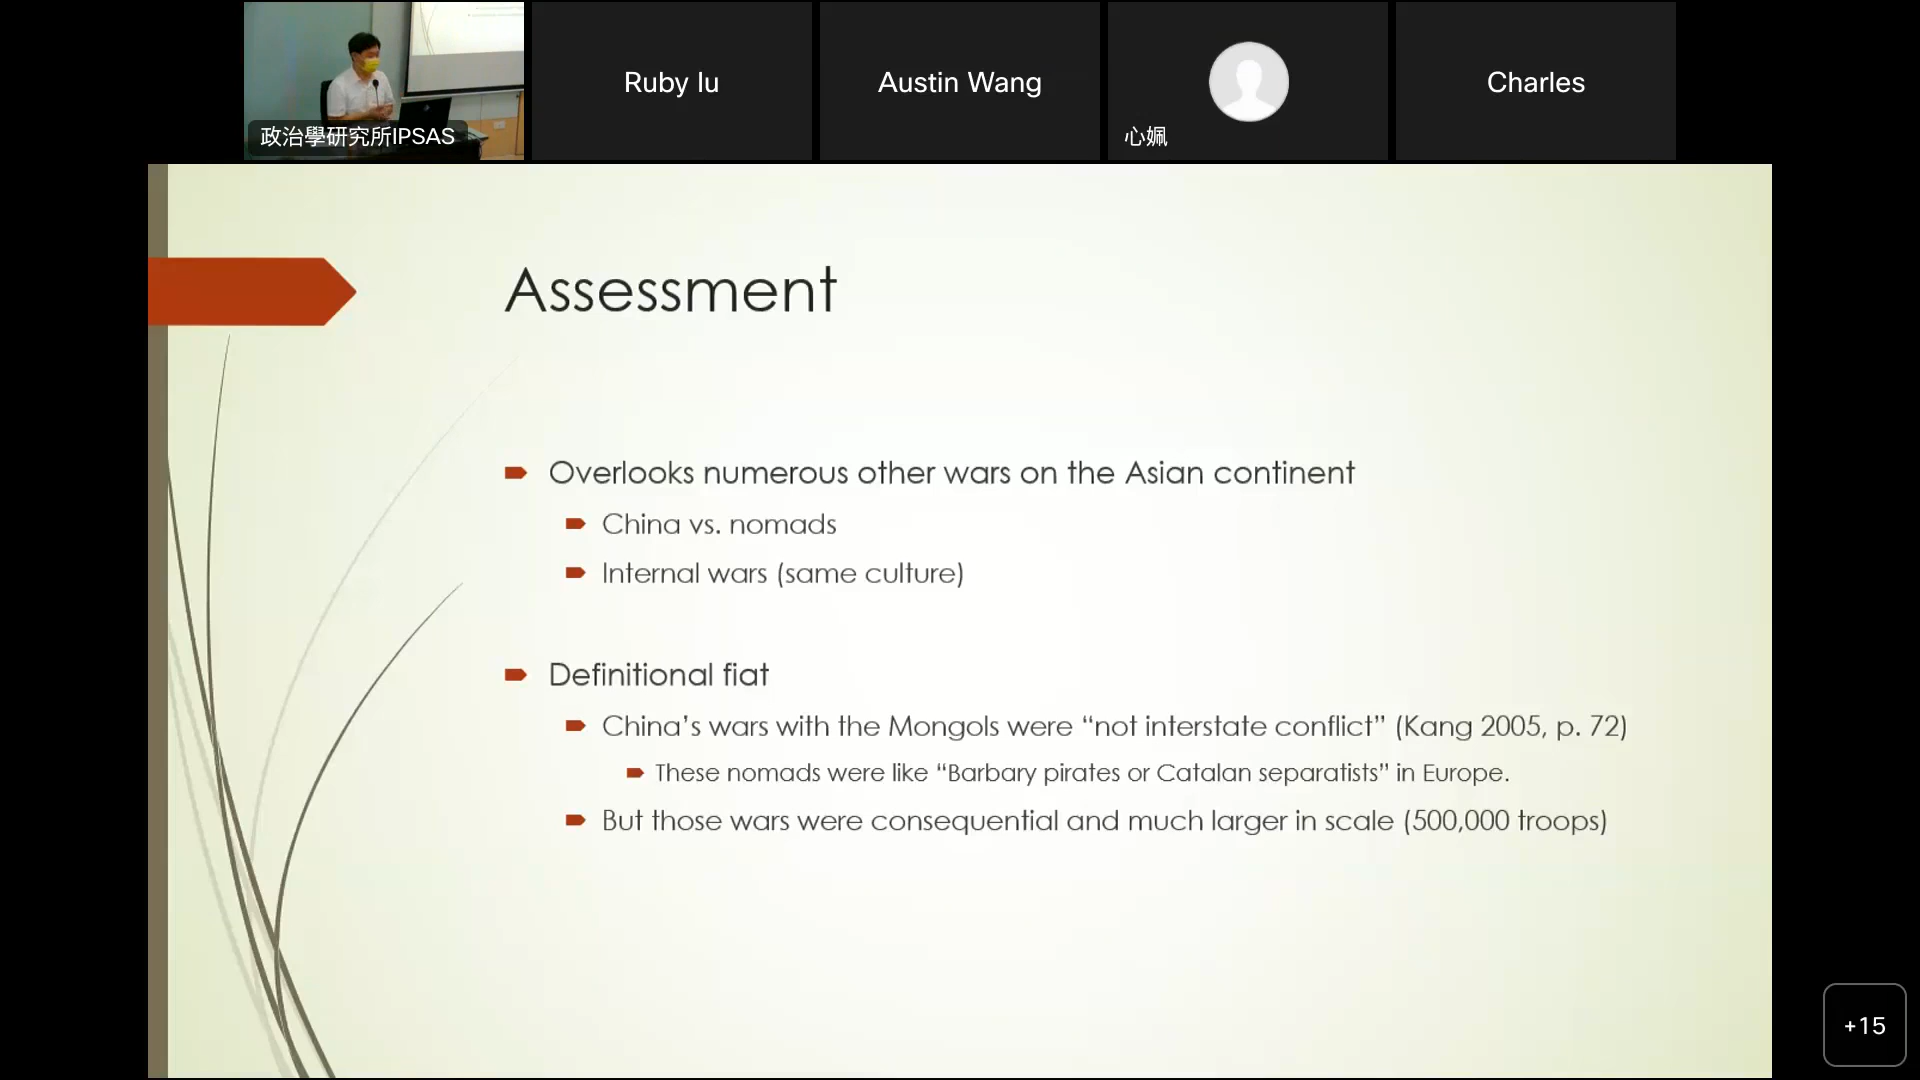 政治學研究所IPSAS
Ruby lu
Austin Wang
心姵
Charles
Assessment
Overlooks numerous other wars on the Asian continent
China vs. nomads
Internal wars (same culture)
Definitional fiat
China’s wars with the Mongols were “not interstate conflict” (Kang 2005, p. 72)
These nomads were like “Barbary pirates or Catalan separatists” in Europe.
But those wars were consequential and much larger in scale (500,000 troops)
+15